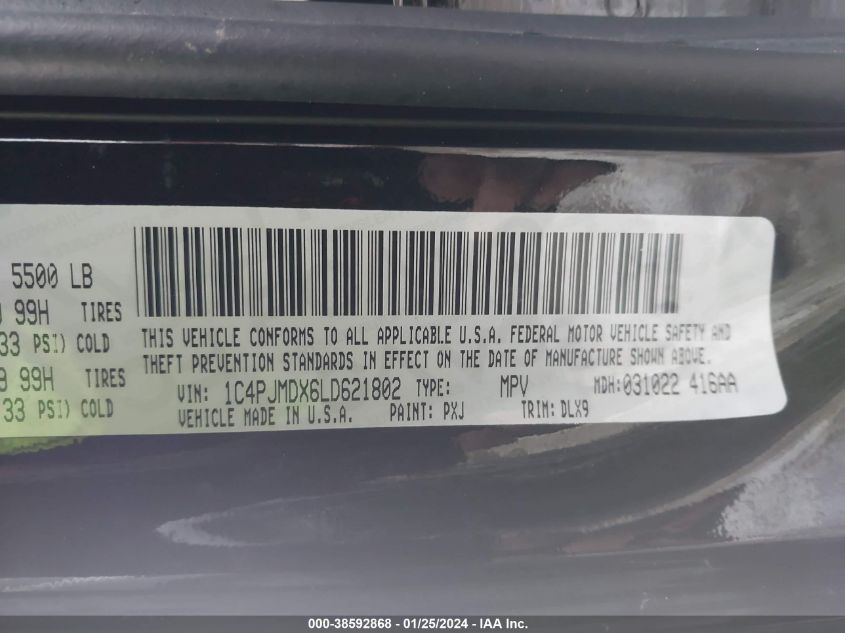 5500 LB
99H TIRES
33 PSI) COLD
99H TIRES
33 PSI) COLD
THIS VEHICLE CONFORMS TO ALL APPLICABLE U.S.A. FEDERAL MOTOR VEHICLE SAFETY AND
THEFT PREVENTION STANDARDS IN EFFECT ON THE DATE OF MANUFACTURE SHOWN ABOVE.
VIN: 1C4PJMDX6LD621802 TYPE: MPV MDH:031022 416AA
VEHICLE MADE IN U.S.A. PAINT: PXJ TRIM: DLX9
000-38592868 - 01/25/2024 - IAA Inc.